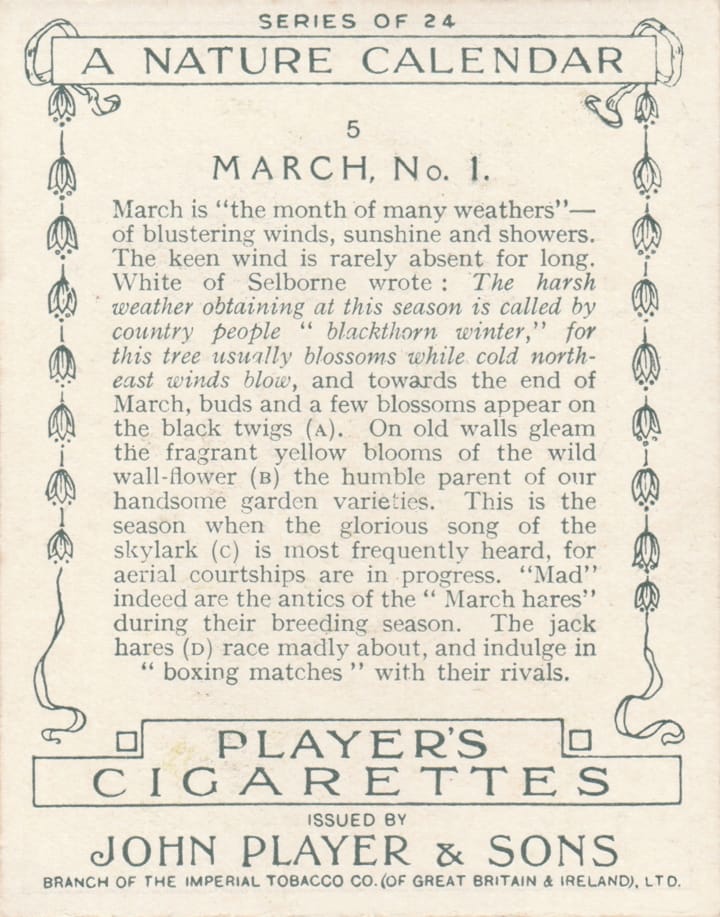 SERIES OF 24
A NATURE CALENDAR
5
MARCH, No. 1.
March is "the month of many weathers"—
of blustering winds, sunshine and showers.
The keen wind is rarely absent for long.
White of Selborne wrote : The harsh
weather obtaining at this season is called by
country people " blackthorn winter," for
this tree usually blossoms while cold north-
east winds blow, and towards the end of
March, buds and a few blossoms appear on
the black twigs (A). On old walls gleam
the fragrant yellow blooms of the wild
wall-flower (B) the humble parent of our
handsome garden varieties. This is the
season when the glorious song of the
skylark (C) is most frequently heard, for
aerial courtships are in progress. "Mad"
indeed are the antics of the " March hares"
during their breeding season. The jack
hares (D) race madly about, and indulge in
" boxing matches " with their rivals.
PLAYER'S
CIGARETTES
ISSUED BY
JOHN PLAYER & SONS
BRANCH OF THE IMPERIAL TOBACCO CO. (OF GREAT BRITAIN & IRELAND), LTD.